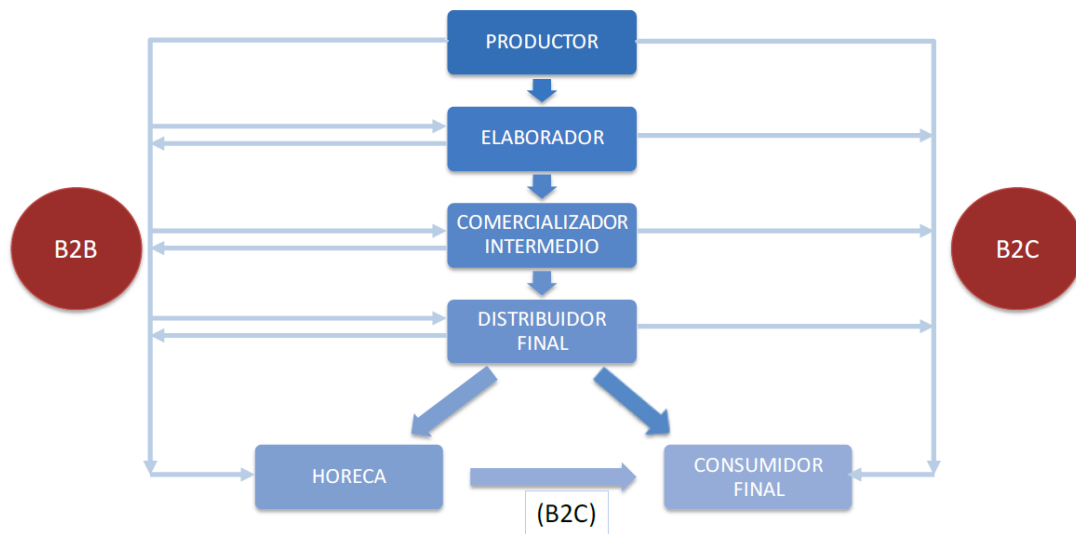 PRODUCTOR
ELABORADOR
COMERCIALIZADOR
INTERMEDIO
B2B
B2C
DISTRIBUIDOR
FINAL
HORECA
CONSUMIDOR
FINAL
(B2C)